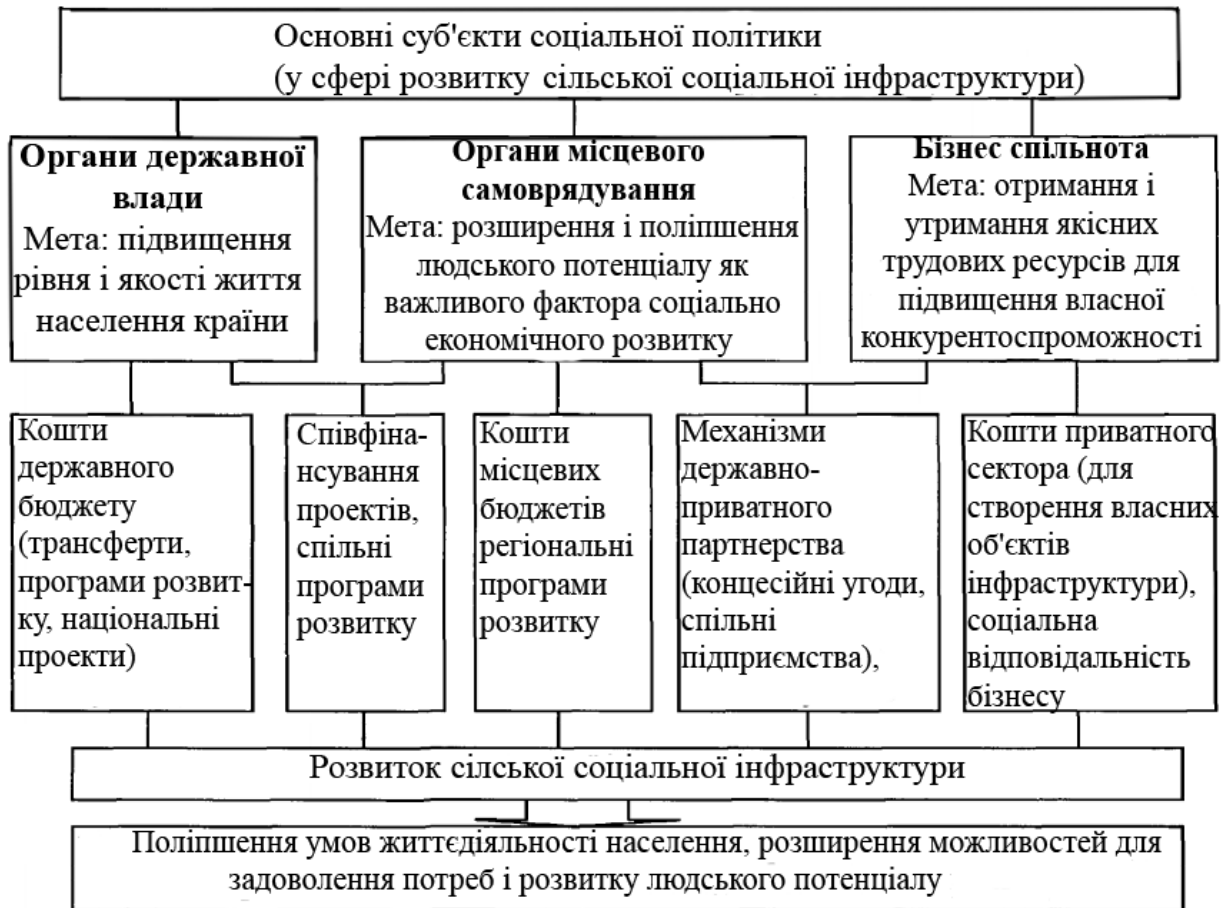 Основні суб'єкти соціальної політики
(у сфері розвитку сільської соціальної інфраструктури)
Органи державної
влади
Мета: підвищення
рівня і якості життя
населення країни
Органи місцевого
самоврядування
Мета: розширення і поліпшення
людського потенціалу як
важливого фактора соціально
економічного розвитку
Бізнес спільнота
Мета: отримання і
утримання якісних
трудових ресурсів для
підвищення власної
конкурентоспроможності
Кошти
державного
бюджету
(трансферти,
програми розвит-
ку, національні
проекти)
Співфіна-
нсування
проектів,
спільні
програми
розвитку
Кошти
місцевих
бюджетів
регіональні
програми
розвитку
Механізми
державно-
приватного
партнерства
(концесійні угоди,
спільні
підприємства),
Кошти приватного
сектора (для
створення власних
об'єктів
інфраструктури),
соціальна
відповідальність
бізнесу
Розвиток сілської соціальної інфраструктури
Поліпшення умов життєдіяльності населення, розширення можливостей для
задоволення потреб і розвитку людського потенціалу